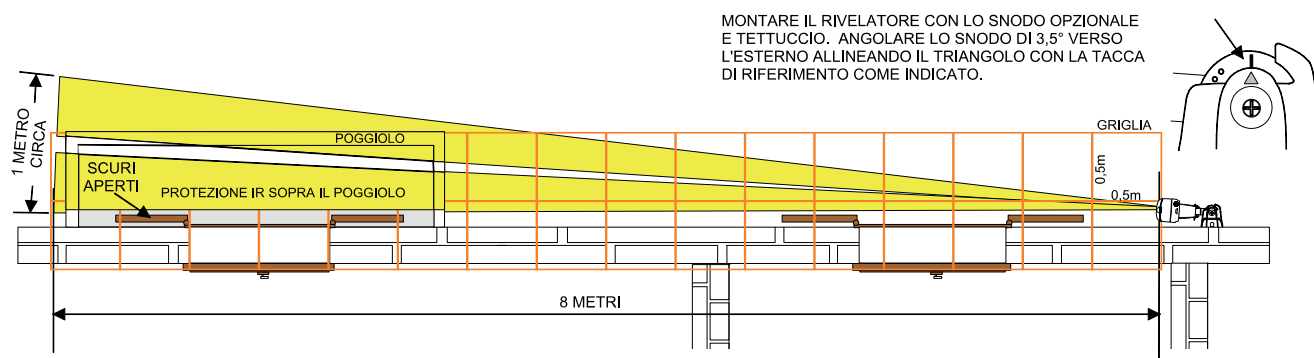 MONTARE IL RIVELATORE CON LO SNODO OPZIONALE
E TETTUCCIO. ANGOLARE LO SNODO DI 3,5° VERSO
L'ESTERNO ALLINEANDO IL TRIANGOLO CON LA TACCA
DI RIFERIMENTO COME INDICATO.
1 METRO
CIRCA
POGGIOLO
GRIGLIA
SCURI
APERTI
PROTEZIONE IR SOPRA IL POGGIOLO
0,5m
0,5m
8 METRI